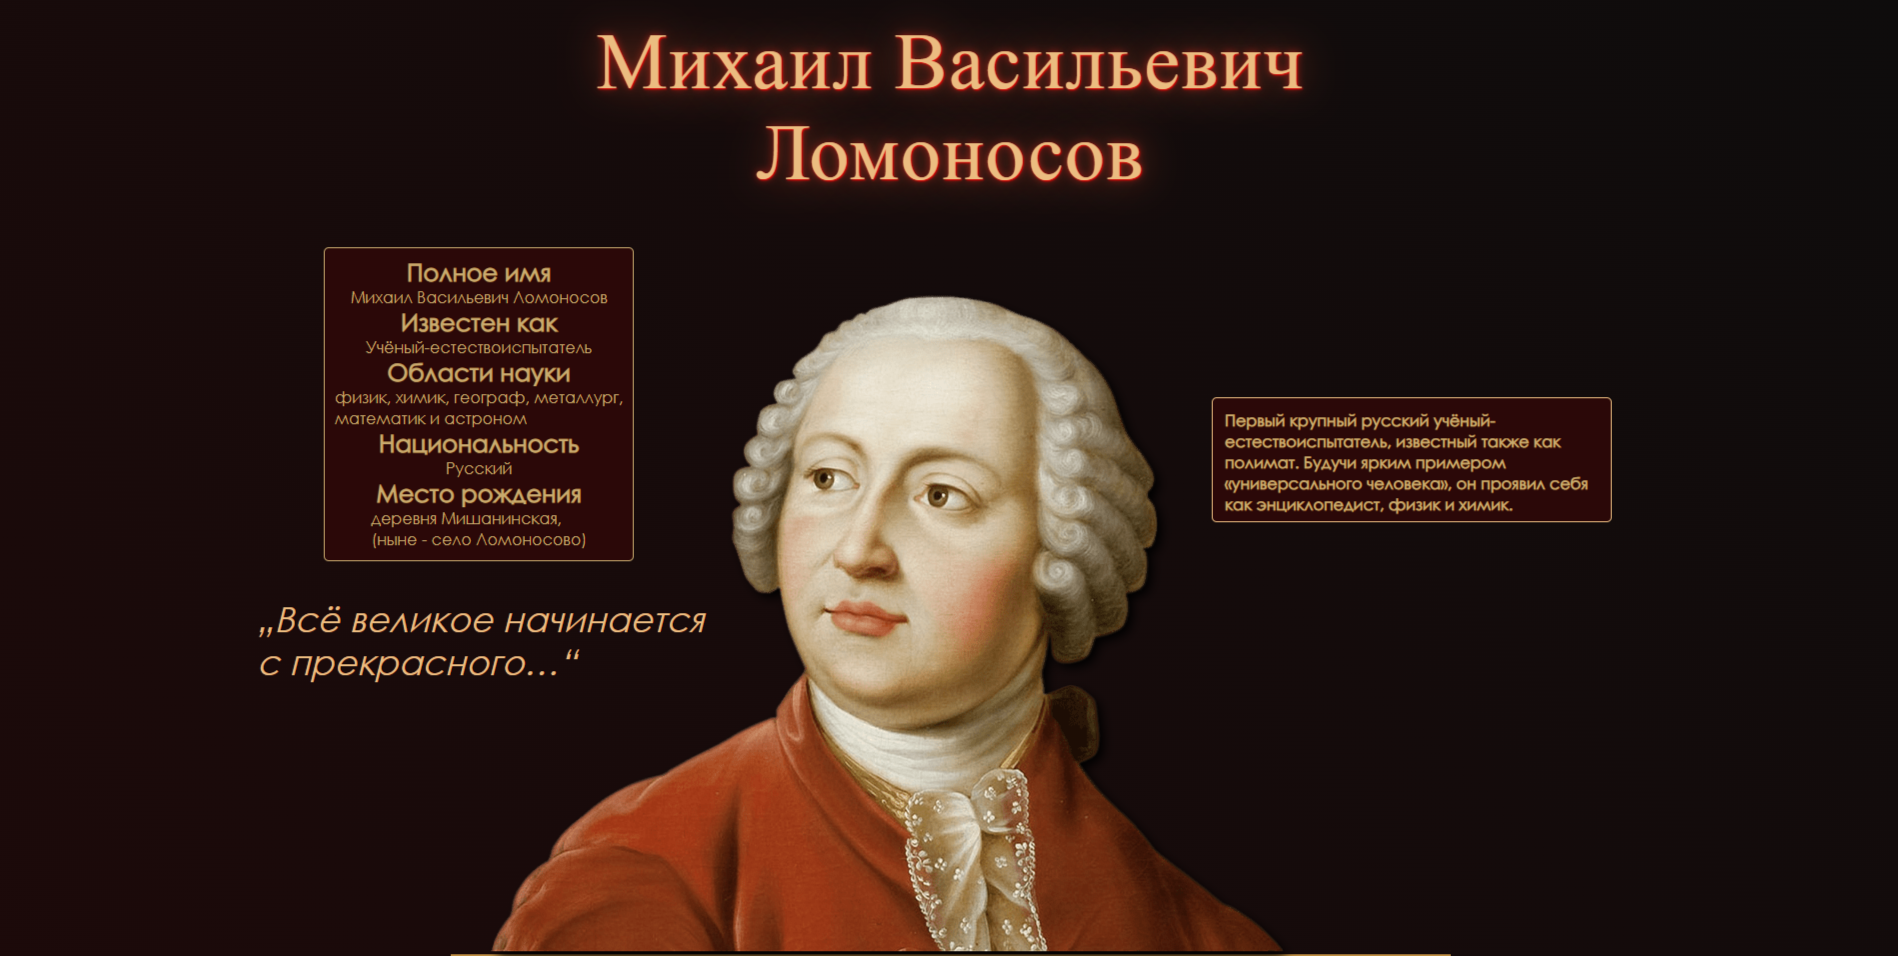 Михаил Васильевич
Ломоносов
Полное имя
Михаил Васильевич Ломоносов
Известен как
Учёный-естествоиспытатель
Области науки
физик, химик, географ, металлург,
математик и астроном
Национальность
Русский
Место рождения
деревня Мишанинская,
(ныне - село Ломоносово)
„Всё великое начинается
с прекрасного...“
Первый крупный русский учёный-
естествоиспытатель, известный также как
полимат. Будучи ярким примером
«универсального человека», он проявил себя
как энциклопедист, физик и химик.